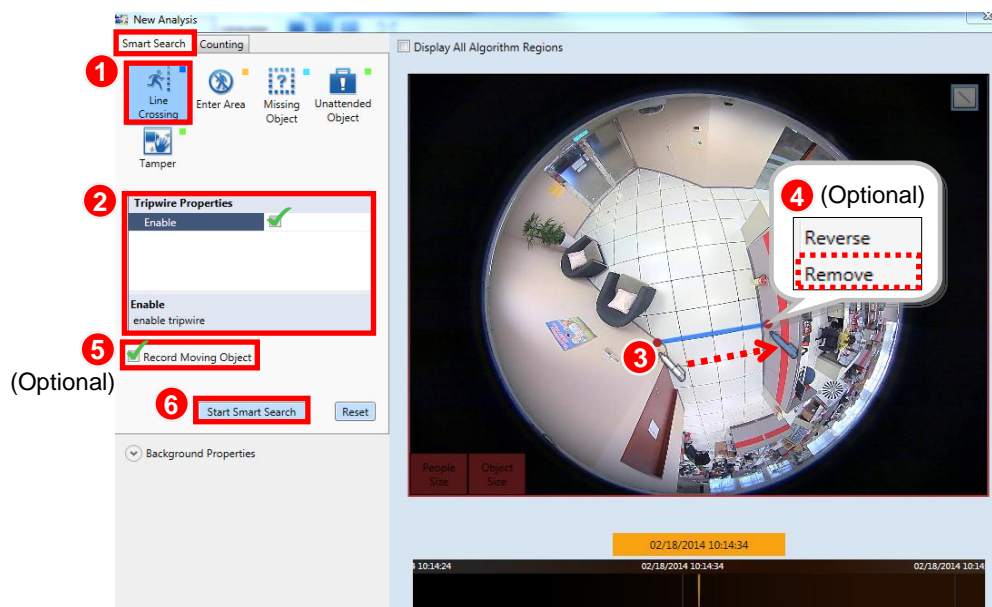 New Analysis
Smart Search
Counting
Display All Algorithm Regions
1
Line
Crossing
Enter Area
Missing
Object
Unattended
Object
Tamper
2
Tripwire Properties
Enable
Enable
enable tripwire
4 (Optional)
Reverse
Remove
3
5
Record Moving Object
(Optional)
6
Start Smart Search
Reset
Background Properties
People
Size
Object
Size
02/18/2014 10:14:34
10:14:24
02/18/2014 10:14:34
02/18/2014 10:14